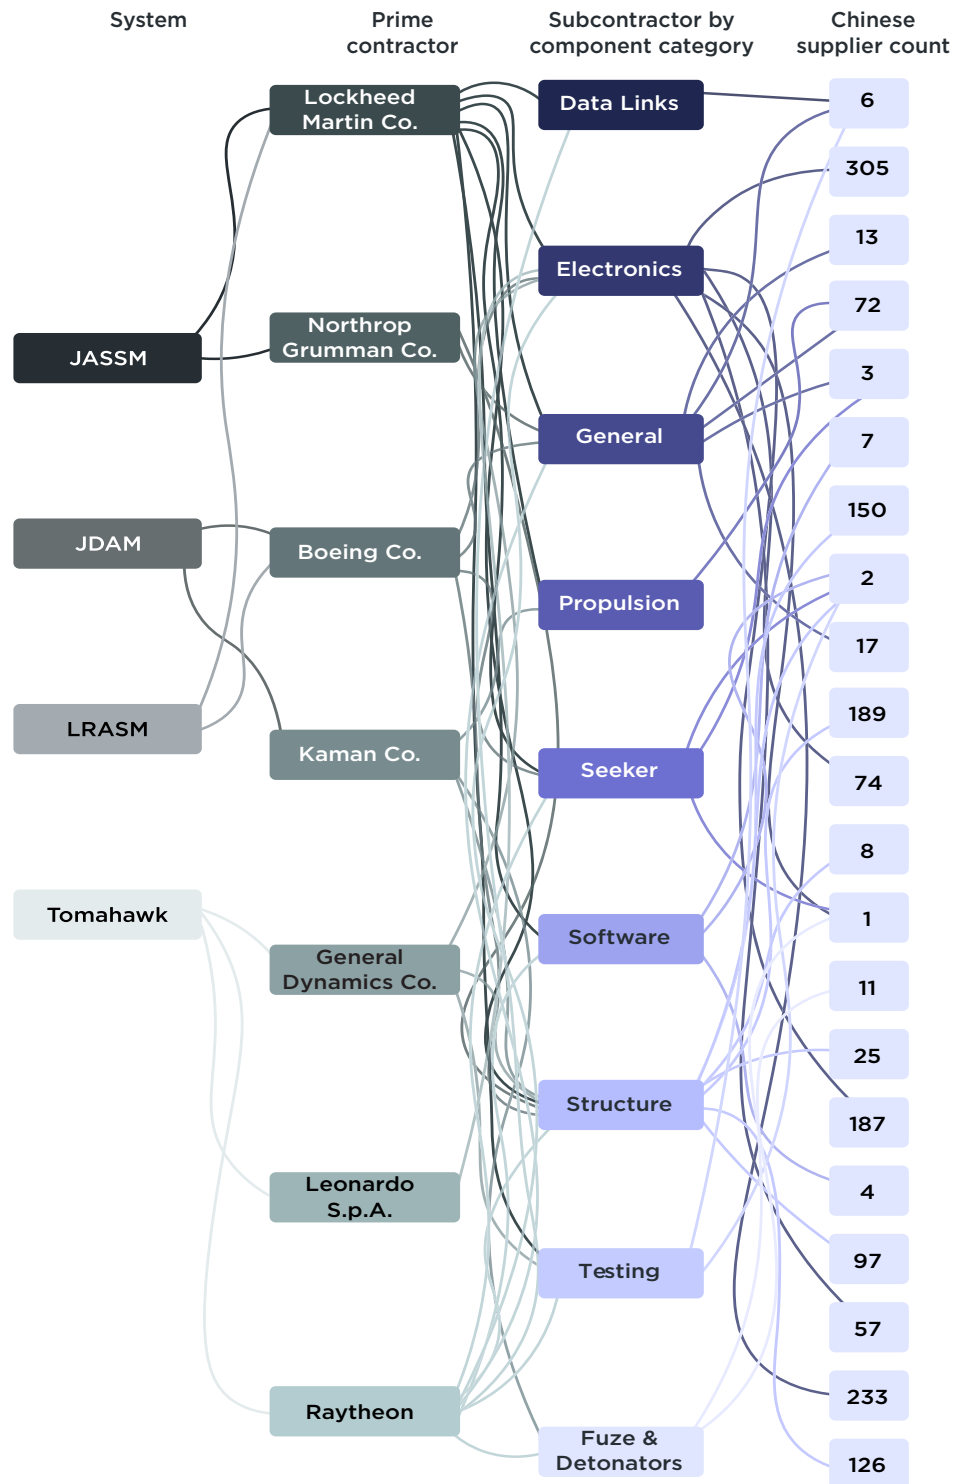 System
Prime
contractor
Subcontractor by
component category
Chinese
supplier count
JASSM
JDAM
LRASM
Tomahawk
Lockheed
Martin Co.
Northrop
Grumman Co.
Boeing Co.
Kaman Co.
General
Dynamics Co.
Leonardo
S.p.A.
Raytheon
Data Links
Electronics
General
Propulsion
Seeker
Software
Structure
Testing
Fuze &
Detonators
6
305
13
72
3
7
150
2
17
189
74
8
1
11
25
187
4
97
57
233
126